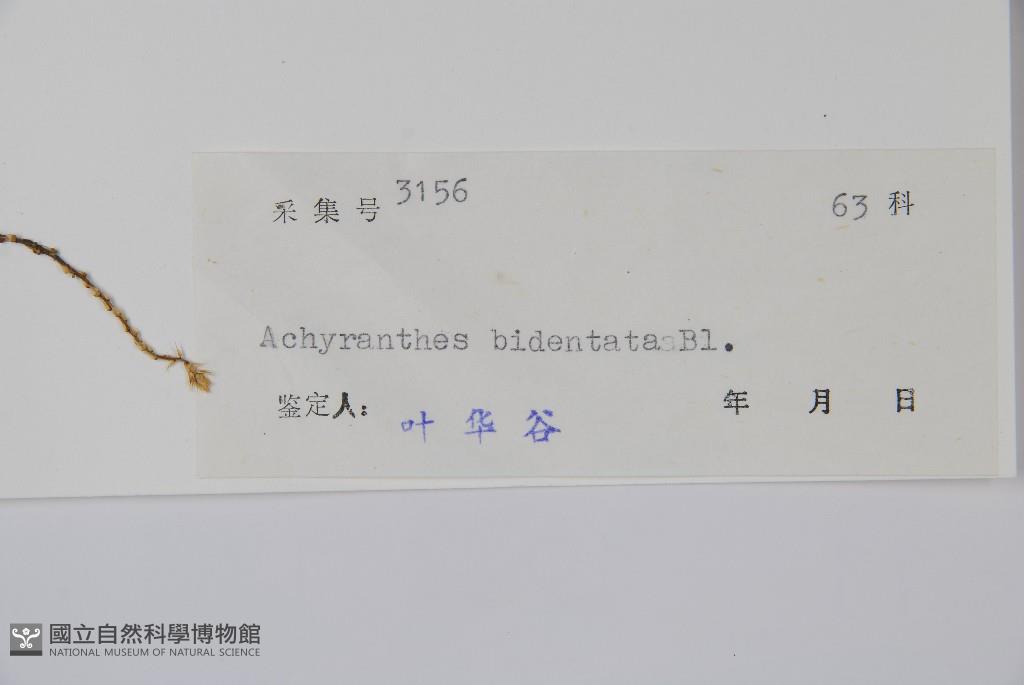 采集号 3156 63 科
Achyranthes bidentata Bl.
鉴定人: 叶华谷 年 月 日
國立自然科學博物館
NATIONAL MUSEUM OF NATURAL SCIENCE